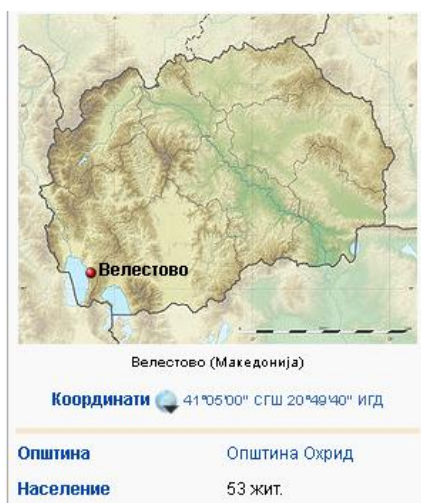 Велестово
Велестово (Македонија)
Координати 41°05′00″ СГШ 20°49′40″ ИГД
Општина Општина Охрид
Население 53 жит.